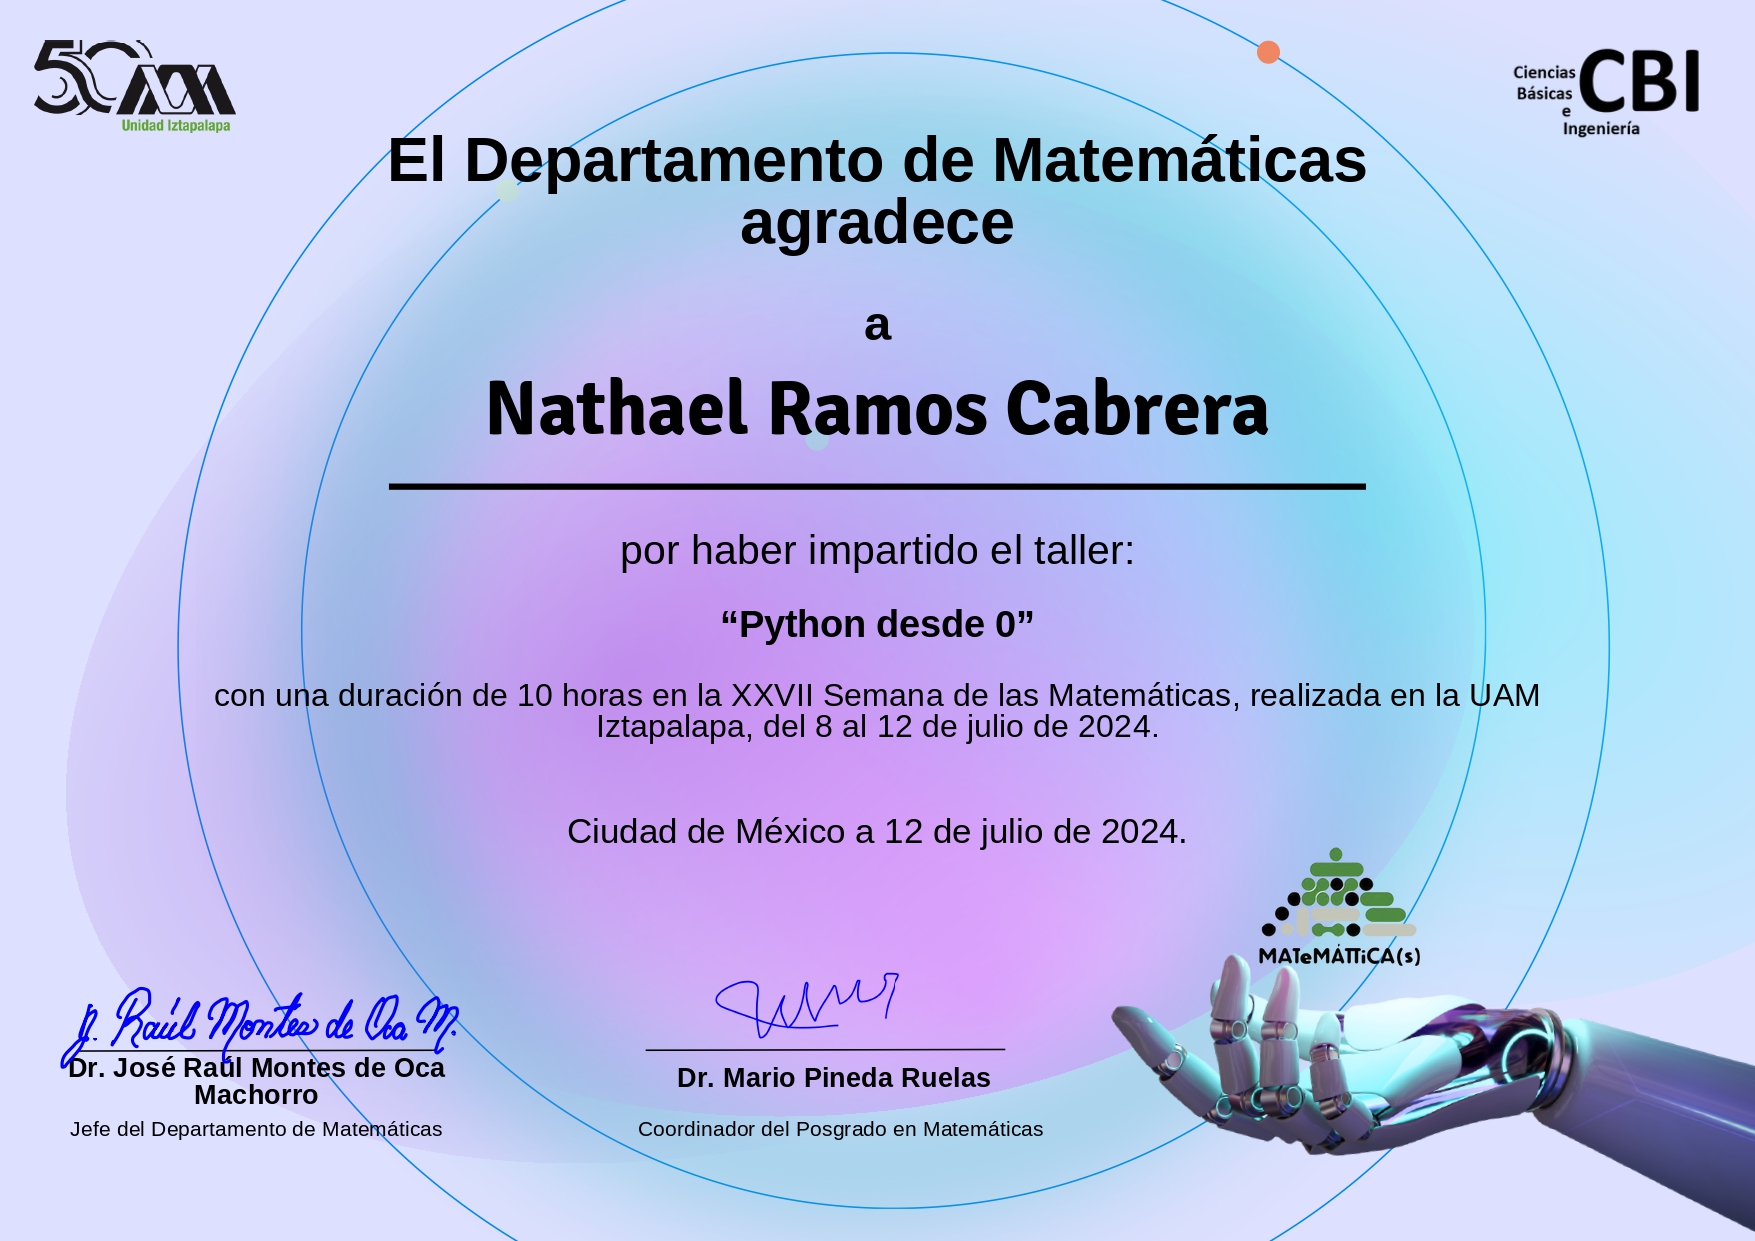 50 UAM
Unidad Iztapalapa
Ciencias
Básicas
e
Ingeniería
CBI
El Departamento de Matemáticas
agradece
a
Nathael Ramos Cabrera
por haber impartido el taller:
“Python desde 0”
con una duración de 10 horas en la XXVII Semana de las Matemáticas, realizada en la UAM
Iztapalapa, del 8 al 12 de julio de 2024.
Ciudad de México a 12 de julio de 2024.
MATeMÁTTiCA(s)
J. Raúl Montes de Oca M.
Dr. José Raúl Montes de Oca
Machorro
Jefe del Departamento de Matemáticas
Dr. Mario Pineda Ruelas
Coordinador del Posgrado en Matemáticas